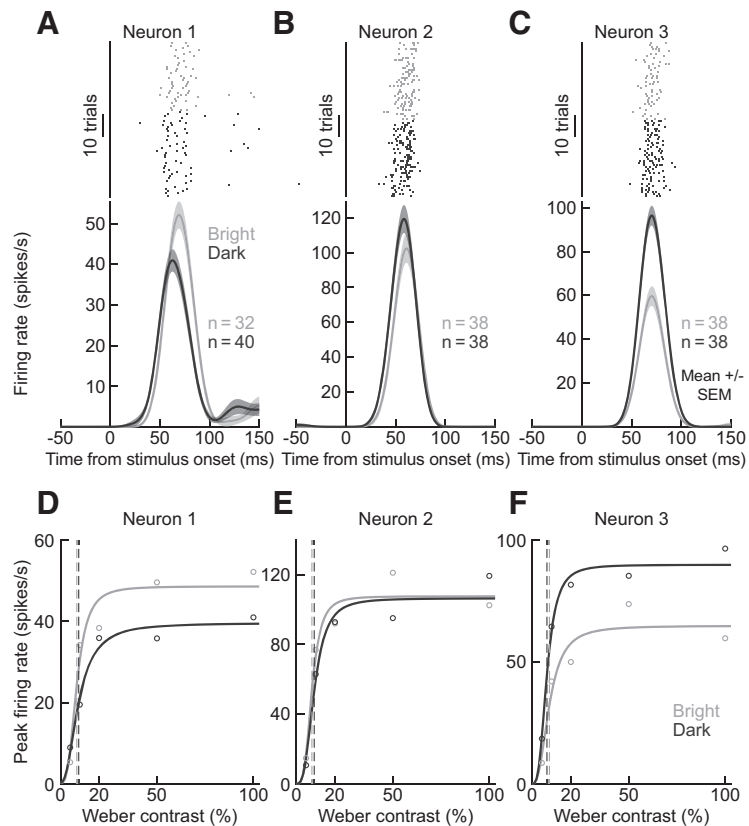 A
Neuron 1
B
Neuron 2
C
Neuron 3
10 trials
10 trials
10 trials
Firing rate (spikes/s)
50
40
30
20
10
Bright
Dark
n = 32
n = 40
-50 0 50 100 150
Time from stimulus onset (ms)
120
100
80
60
40
20
n = 38
n = 38
-50 0 50 100 150
Time from stimulus onset (ms)
100
80
60
40
20
n = 38
n = 38
Mean +/-
SEM
-50 0 50 100 150
Time from stimulus onset (ms)
D
Neuron 1
E
Neuron 2
F
Neuron 3
Peak firing rate (spikes/s)
60
40
20
0
0 20 50 100
Weber contrast (%)
120
80
40
0
0 20 50 100
Weber contrast (%)
100
50
0
Bright
Dark
0 20 50 100
Weber contrast (%)